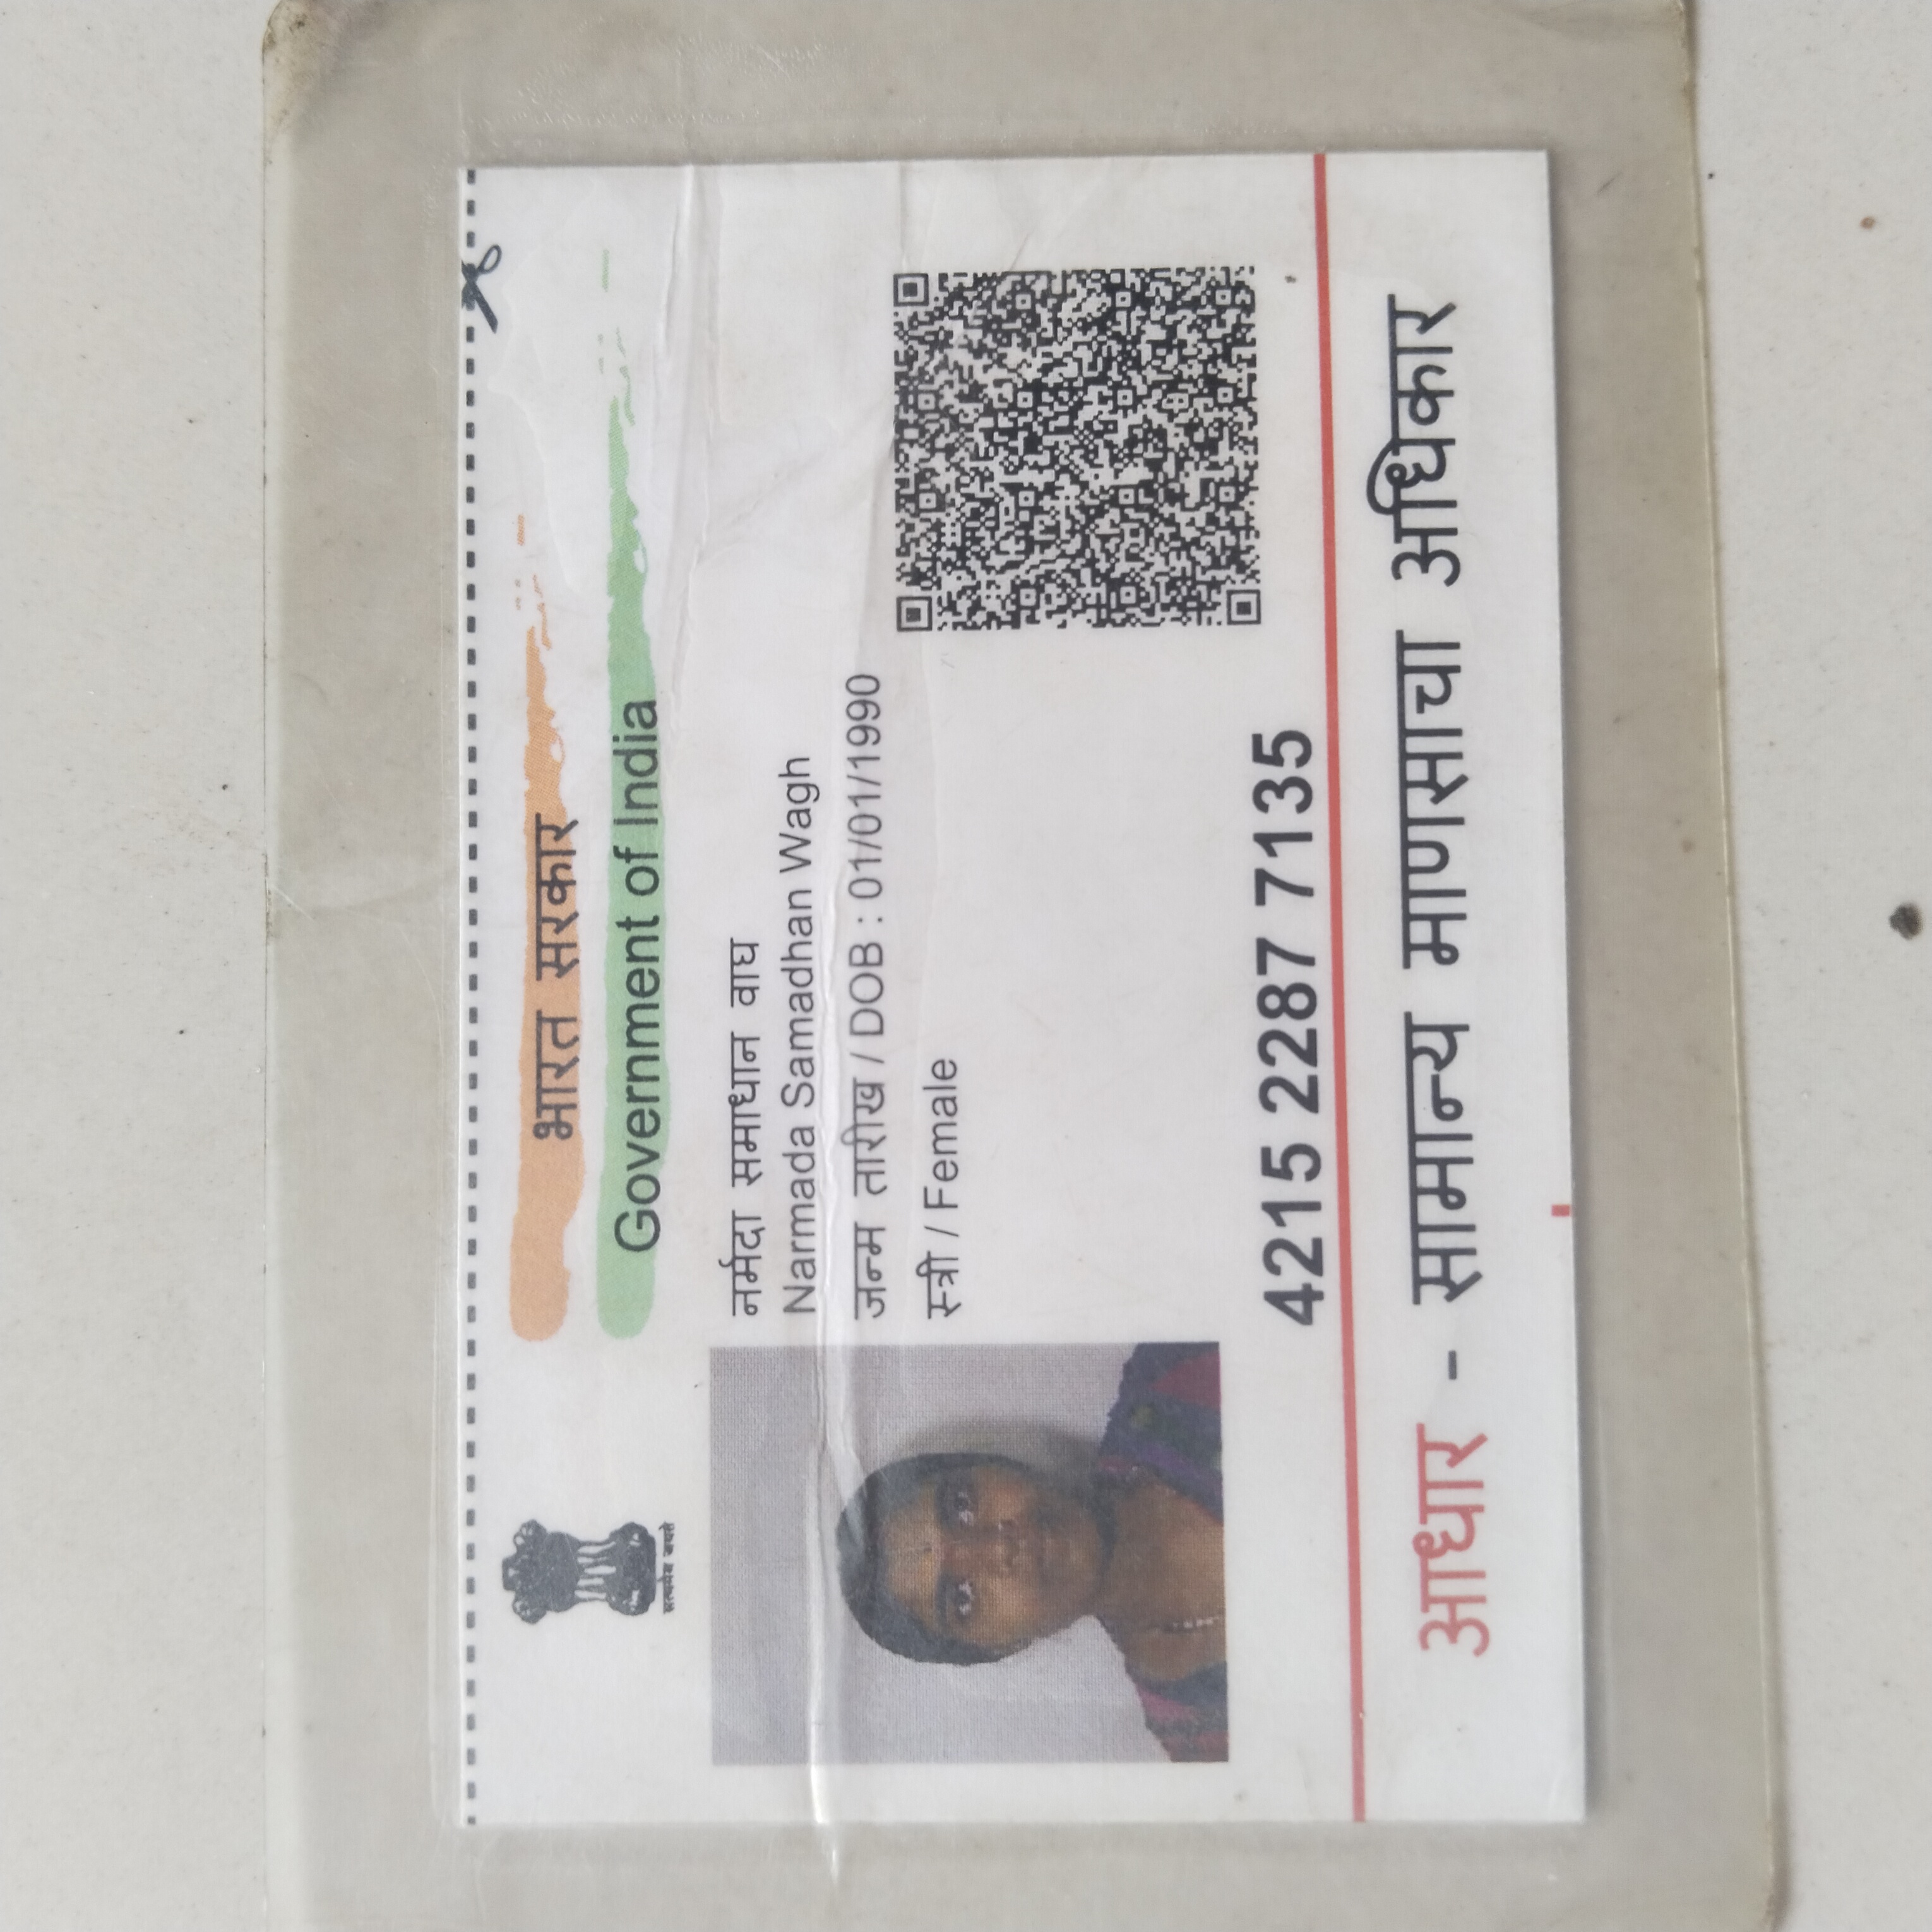 भारत सरकार
Government of India
सत्यमेव जयते
नर्मदा समाधान वाघ
Narmada Samadhan Wagh
जन्म तारीख / DOB : 01/01/1990
स्त्री / Female
4215 2287 7135
आधार - सामान्य माणसाचा अधिकार